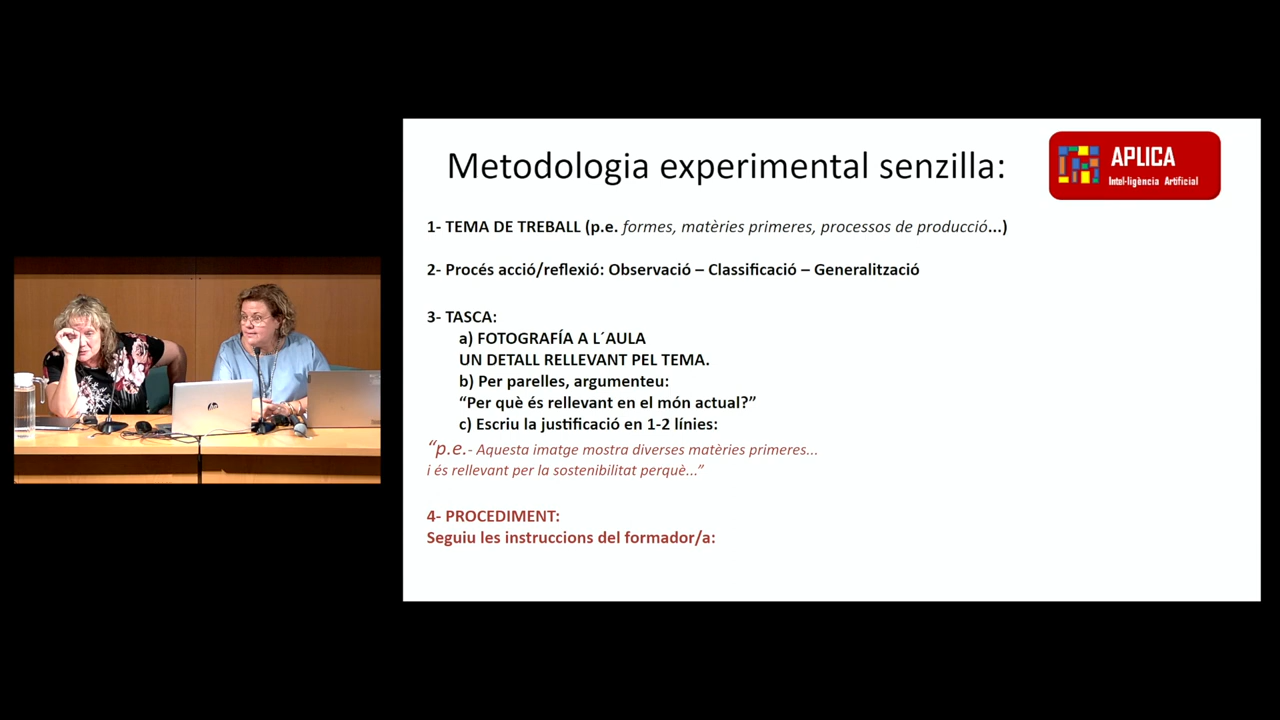 Metodologia experimental senzilla:
APLICA
Intel·ligència Artificial
1- TEMA DE TREBALL (p.e. formes, matèries primeres, processos de producció...)
2- Procés acció/reflexió: Observació – Classificació – Generalització
3- TASCA:
a) FOTOGRAFÍA A L´AULA
UN DETALL RELLEVANT PEL TEMA.
b) Per parelles, argumenteu:
“Per què és rellevant en el món actual?”
c) Escriu la justificació en 1-2 línies:
“p.e.- Aquesta imatge mostra diverses matèries primeres...
i és rellevant per la sostenibilitat perquè...”
4- PROCEDIMENT:
Seguiu les instruccions del formador/a:
hp